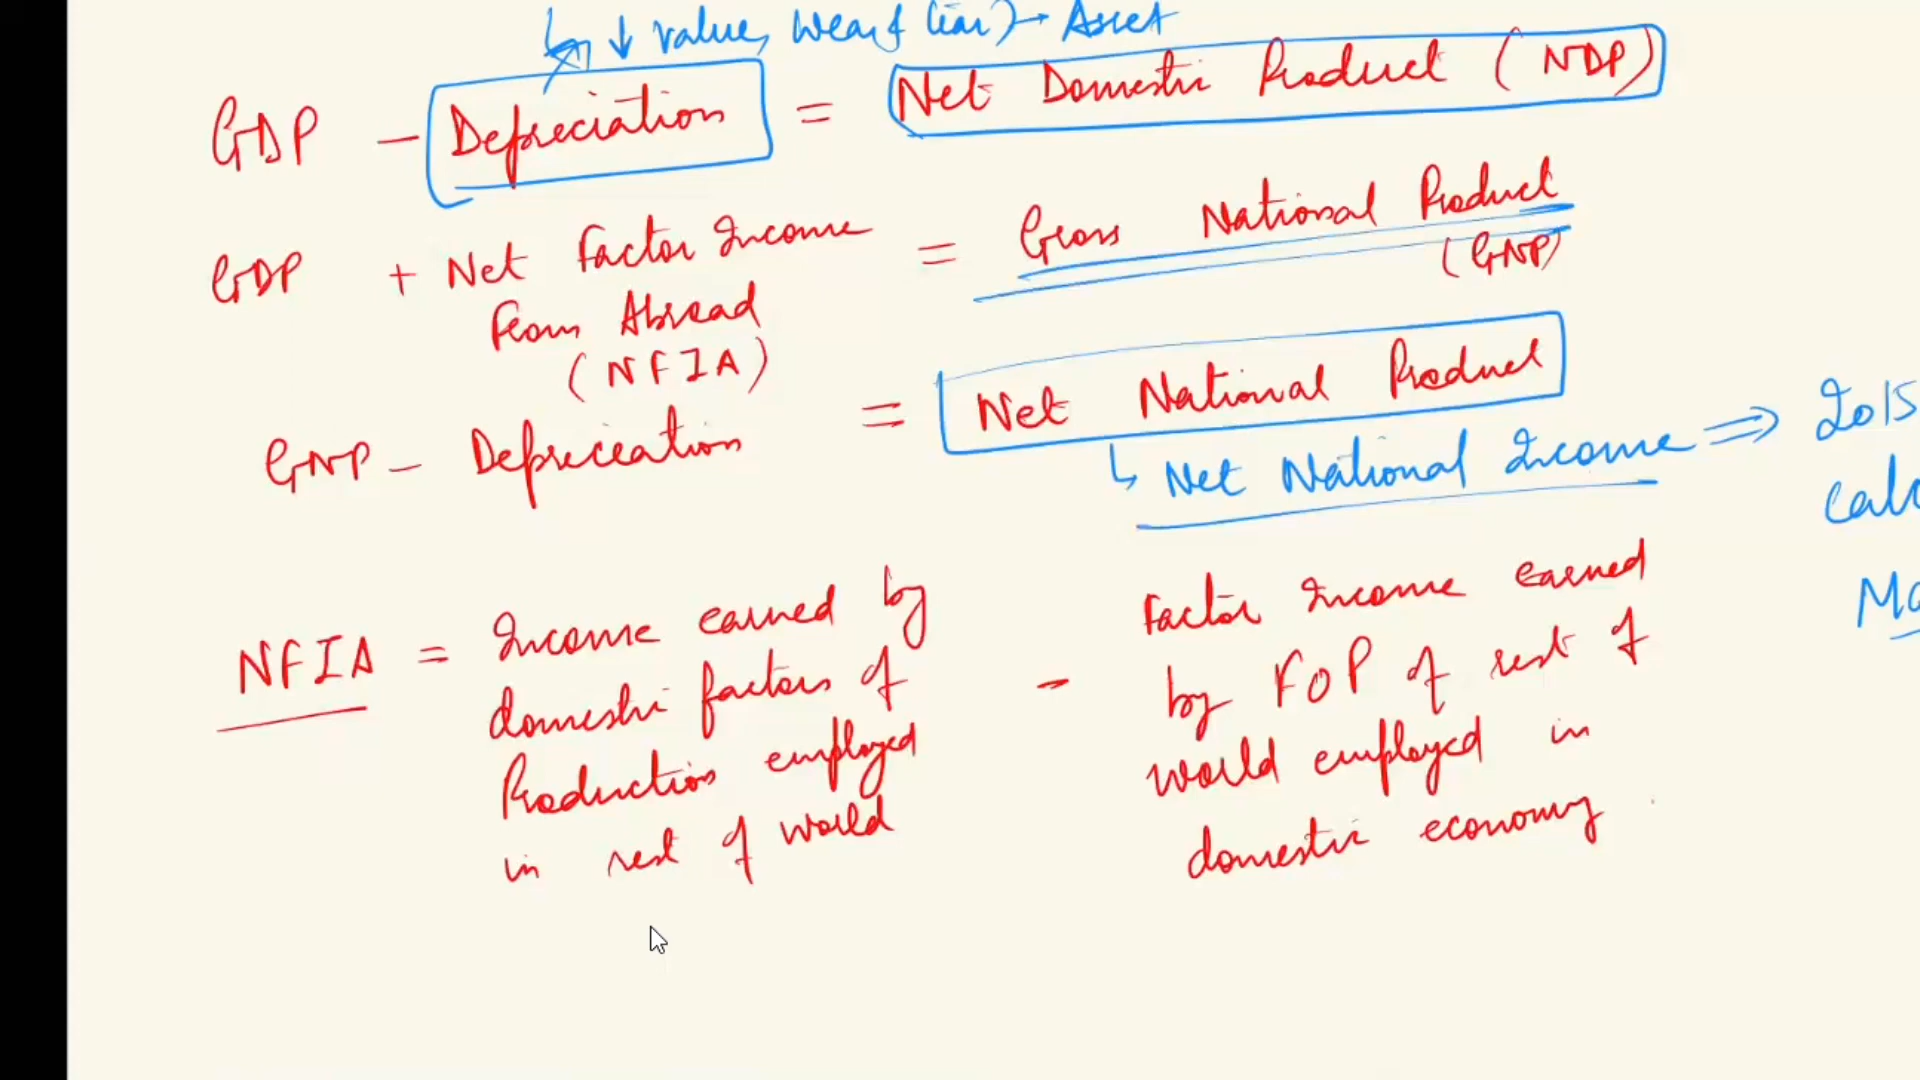 ↳ ↓ value, wear & tear) → Asset
GDP - Depreciation = Net Domestic Product (NDP)
GDP + Net Factor Income = Gross National Product
From Abroad (GNP)
(NFIA)
GNP - Depreciation = Net National Product
↳ Net National Income ⇒ 2015
NFIA = Income earned by - Factor Income earned
domestic factors of by FOP of rest of
Production employed world employed in
in rest of world domestic economy